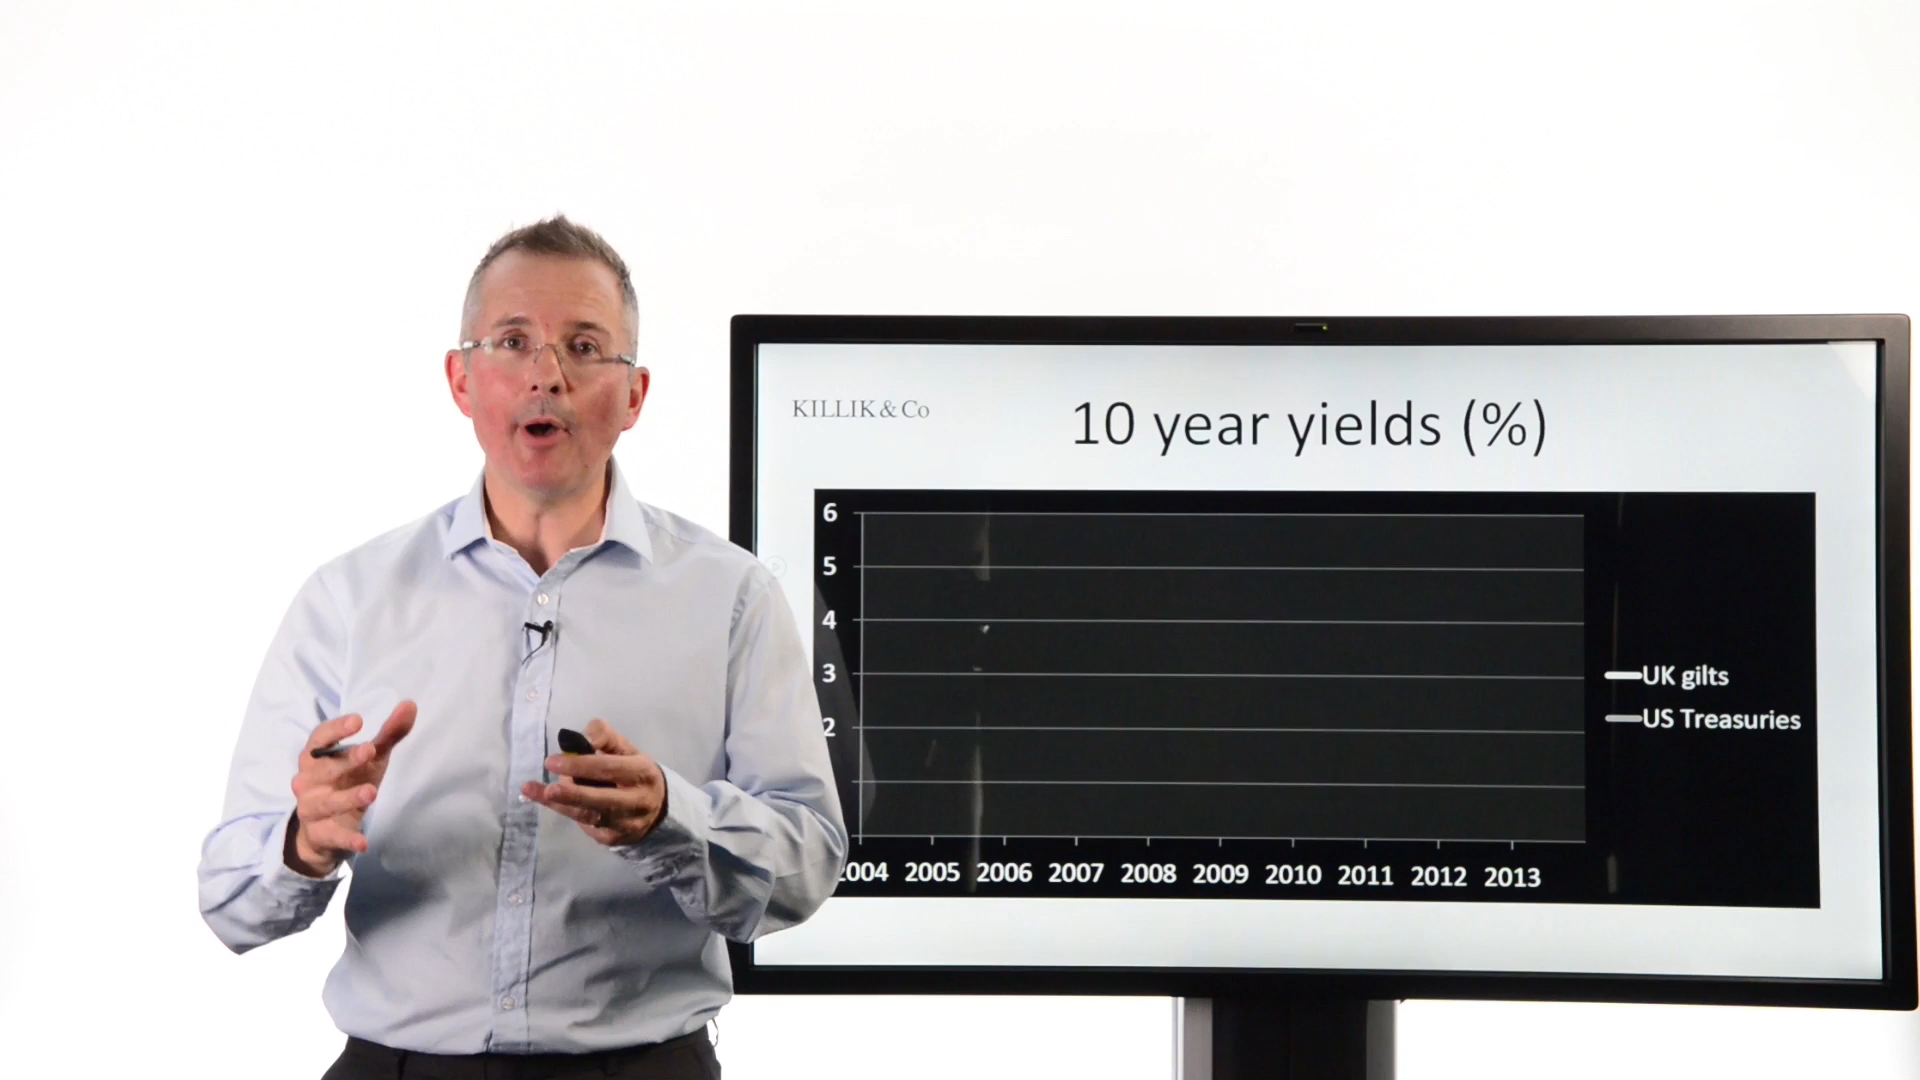 KILLIK & Co
10 year yields (%)
6
5
4
3
2
UK gilts
US Treasuries
2004 2005 2006 2007 2008 2009 2010 2011 2012 2013